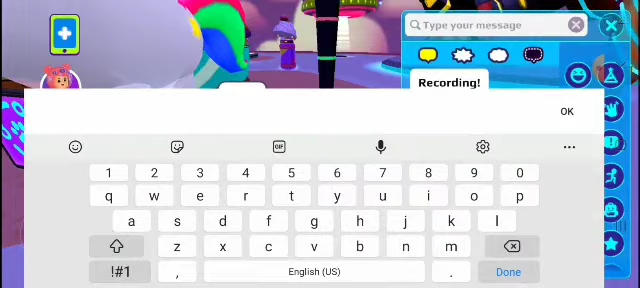 Type your message
Recording!
OK
GIF
1 2 3 4 5 6 7 8 9 0
q w e r t y u i o p
a s d f g h j k l
z x c v b n m
!#1 , English (US) . Done